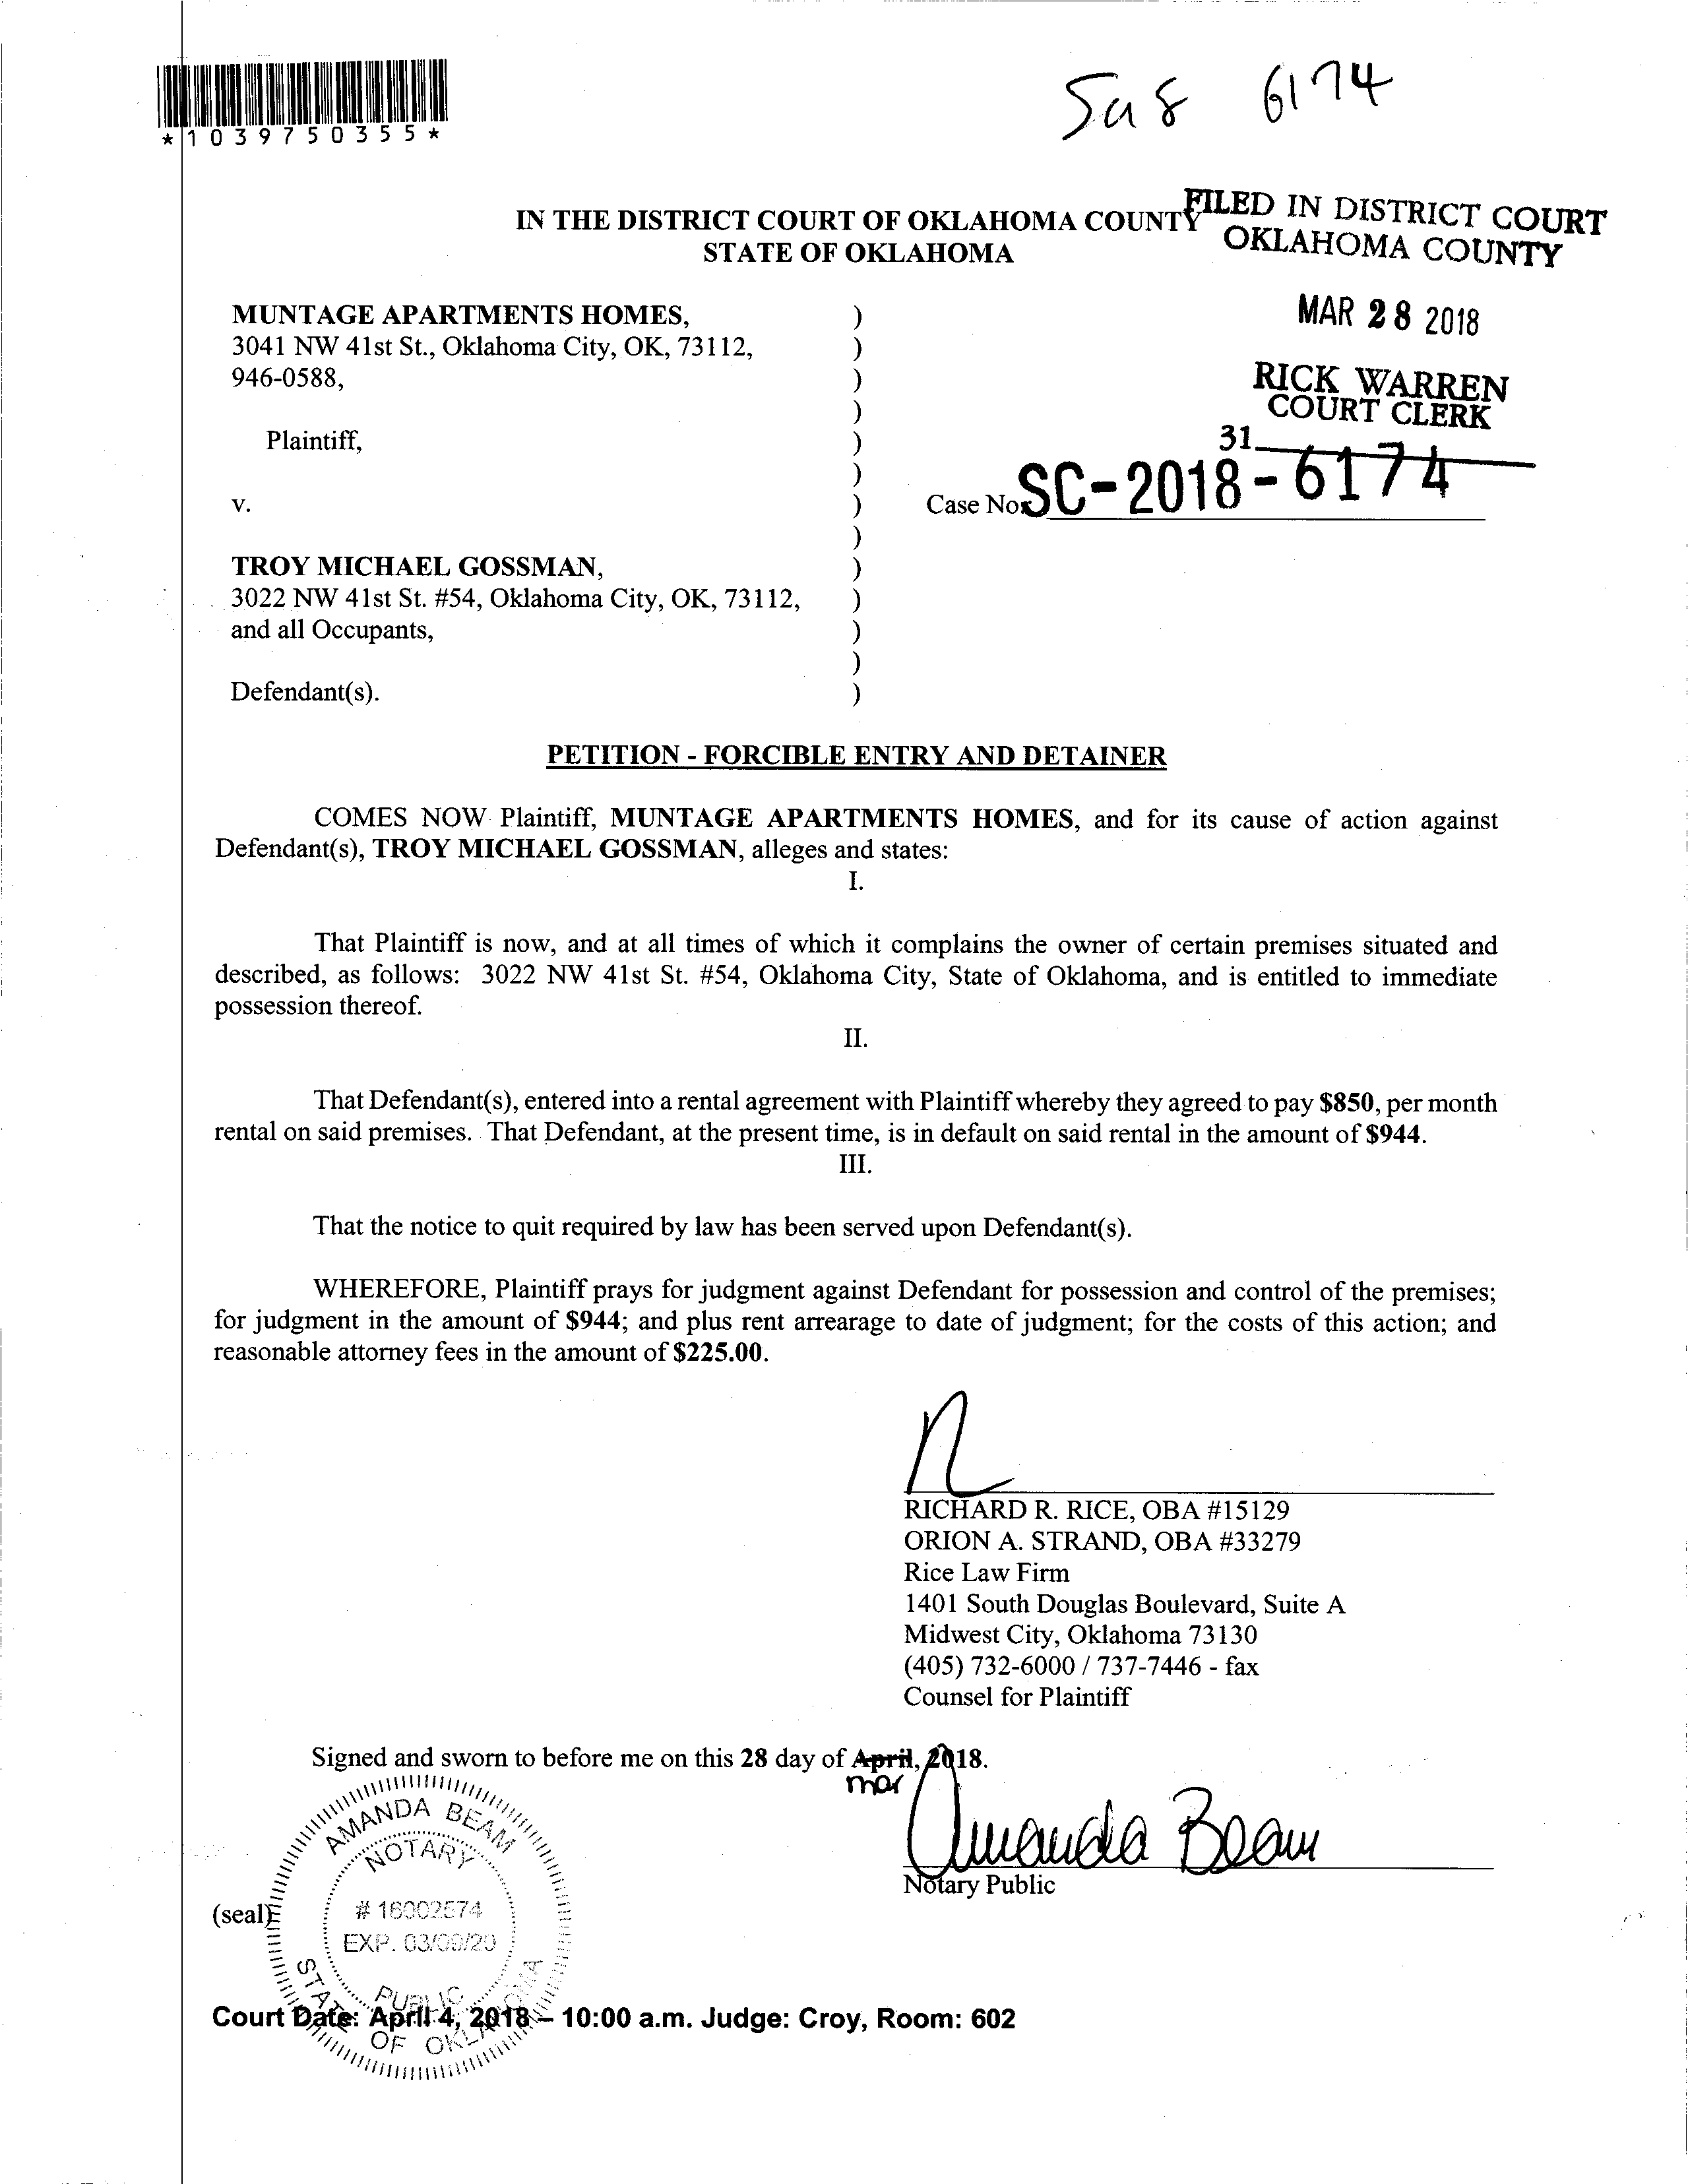 *1039750355*
6174
IN THE DISTRICT COURT OF OKLAHOMA COUNTY
STATE OF OKLAHOMA
FILED IN DISTRICT COURT
OKLAHOMA COUNTY
MAR 28 2018
RICK WARREN
COURT CLERK
31
MUNTAGE APARTMENTS HOMES, )
3041 NW 41st St., Oklahoma City, OK, 73112, )
946-0588, )
)
Plaintiff, )
)
v. ) Case No. SC-2018-6174
)
TROY MICHAEL GOSSMAN, )
3022 NW 41st St. #54, Oklahoma City, OK, 73112, )
and all Occupants, )
)
Defendant(s). )
PETITION - FORCIBLE ENTRY AND DETAINER
COMES NOW Plaintiff, MUNTAGE APARTMENTS HOMES, and for its cause of action against
Defendant(s), TROY MICHAEL GOSSMAN, alleges and states:
I.
That Plaintiff is now, and at all times of which it complains the owner of certain premises situated and
described, as follows: 3022 NW 41st St. #54, Oklahoma City, State of Oklahoma, and is entitled to immediate
possession thereof.
II.
That Defendant(s), entered into a rental agreement with Plaintiff whereby they agreed to pay $850, per month
rental on said premises. That Defendant, at the present time, is in default on said rental in the amount of $944.
III.
That the notice to quit required by law has been served upon Defendant(s).
WHEREFORE, Plaintiff prays for judgment against Defendant for possession and control of the premises;
for judgment in the amount of $944; and plus rent arrearage to date of judgment; for the costs of this action; and
reasonable attorney fees in the amount of $225.00.
RICHARD R. RICE, OBA #15129
ORION A. STRAND, OBA #33279
Rice Law Firm
1401 South Douglas Boulevard, Suite A
Midwest City, Oklahoma 73130
(405) 732-6000 / 737-7446 - fax
Counsel for Plaintiff
Signed and sworn to before me on this 28 day of April, 2018.
mar
Amanda Beam
Notary Public
(seal)
AMANDA BEAM
NOTARY
# 16002574
EXP.
PUBLIC
STATE OF OKLAHOMA
Court Date: April 4, 2018 – 10:00 a.m. Judge: Croy, Room: 602